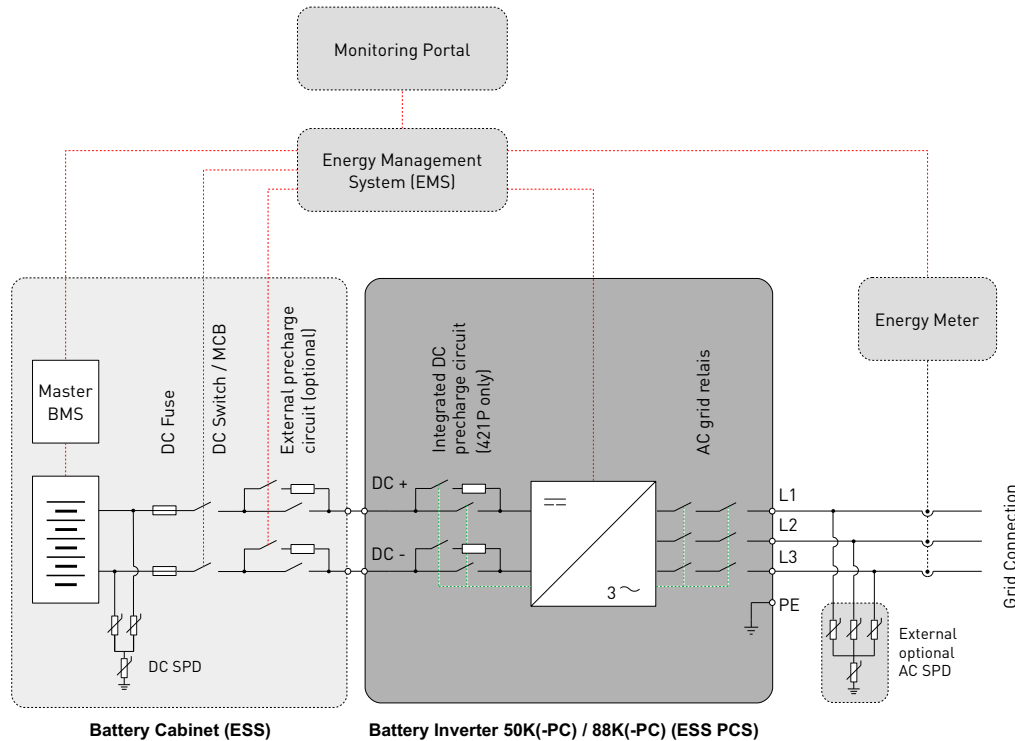 Monitoring Portal
Energy Management
System (EMS)
Energy Meter
Master
BMS
DC Fuse
DC Switch / MCB
External precharge
circuit (optional)
Integrated DC
precharge circuit
(421P only)
AC grid relais
DC +
DC -
3
L1
L2
L3
PE
Grid Connection
DC SPD
External
optional
AC SPD
Battery Cabinet (ESS)
Battery Inverter 50K(-PC) / 88K(-PC) (ESS PCS)